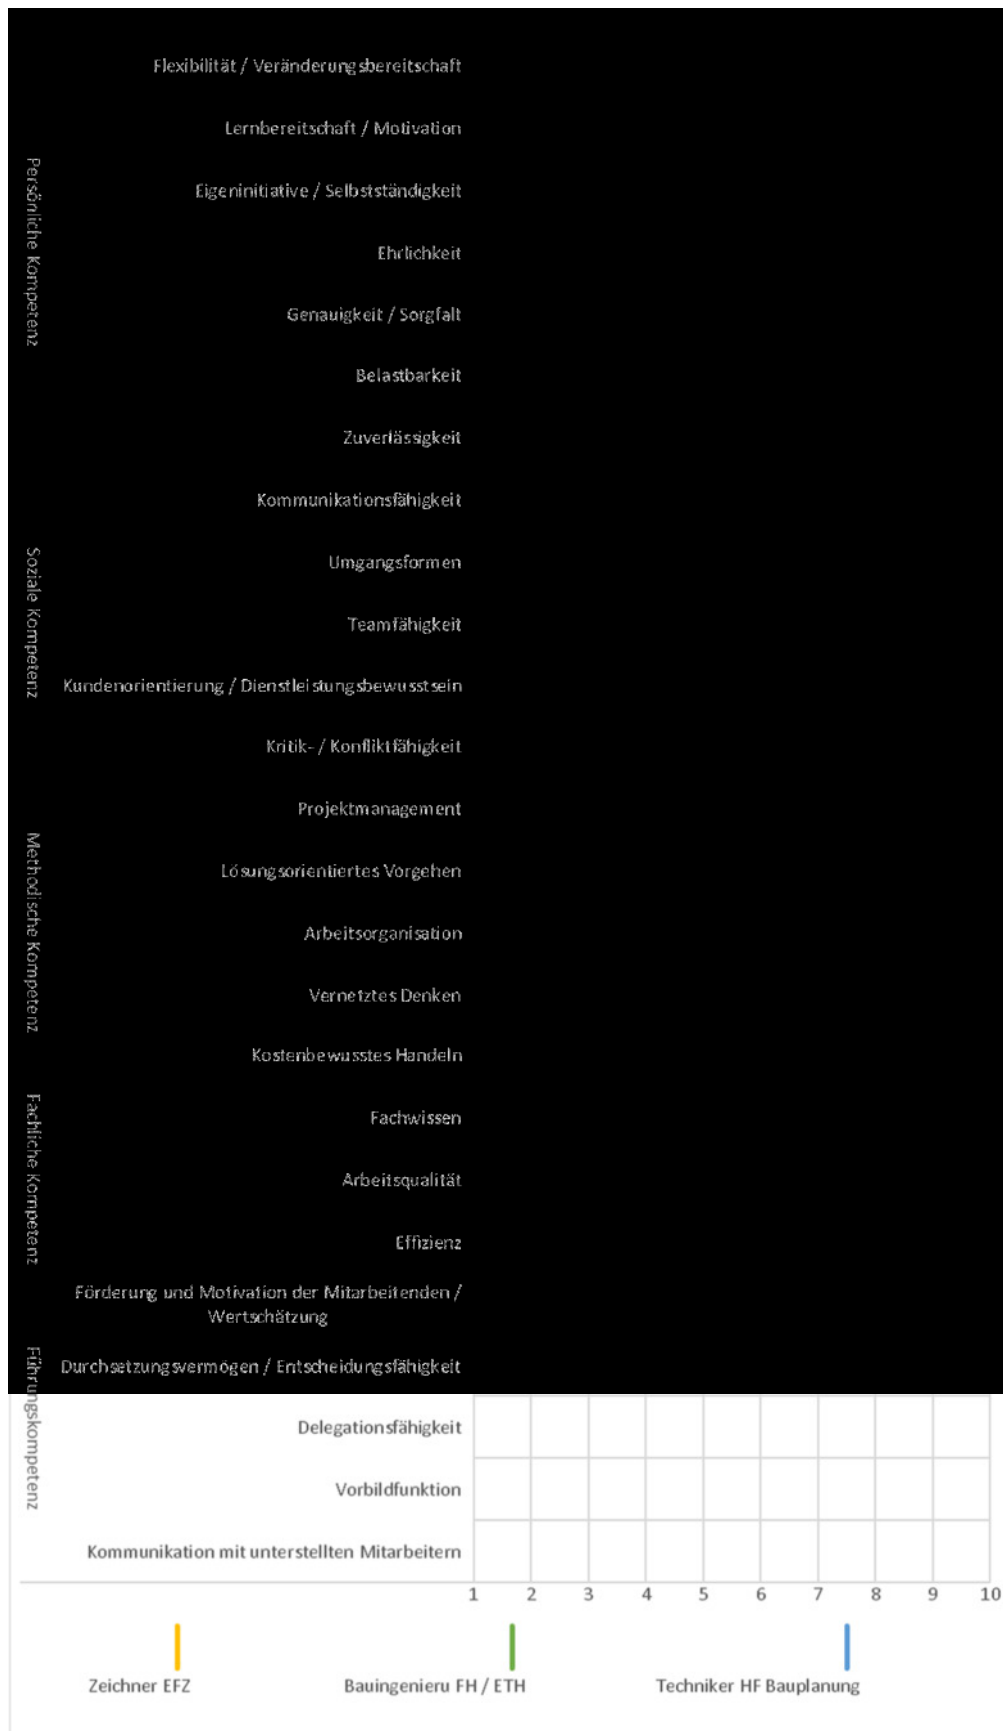 Persönliche Kompetenz
Flexibilität / Veränderungsbereitschaft
Lernbereitschaft / Motivation
Eigeninitiative / Selbstständigkeit
Ehrlichkeit
Genauigkeit / Sorgfalt
Belastbarkeit
Zuverlässigkeit
Soziale Kompetenz
Kommunikationsfähigkeit
Umgangsformen
Teamfähigkeit
Kundenorientierung / Dienstleistungsbewusstsein
Kritik- / Konfliktfähigkeit
Methodische Kompetenz
Projektmanagement
Lösungsorientiertes Vorgehen
Arbeitsorganisation
Vernetztes Denken
Kostenbewusstes Handeln
Fachliche Kompetenz
Fachwissen
Arbeitsqualität
Effizienz
Führungskompetenz
Förderung und Motivation der Mitarbeitenden /
Wertschätzung
Durchsetzungsvermögen / Entscheidungsfähigkeit
Delegationsfähigkeit
Vorbildfunktion
Kommunikation mit unterstellten Mitarbeitern
1 2 3 4 5 6 7 8 9 10
Zeichner EFZ Bauingenieru FH / ETH Techniker HF Bauplanung